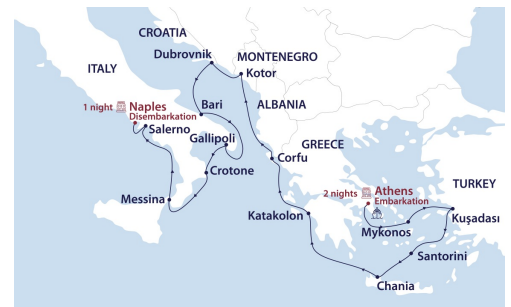 CROATIA
Dubrovnik
MONTENEGRO
Kotor
ITALY
1 night
Naples
Disembarkation
Salerno
Bari
ALBANIA
Gallipoli
Corfu
GREECE
Crotone
2 nights
Athens
Embarkation
TURKEY
Messina
Katakolon
Mykonos
Kuşadası
Santorini
Chania